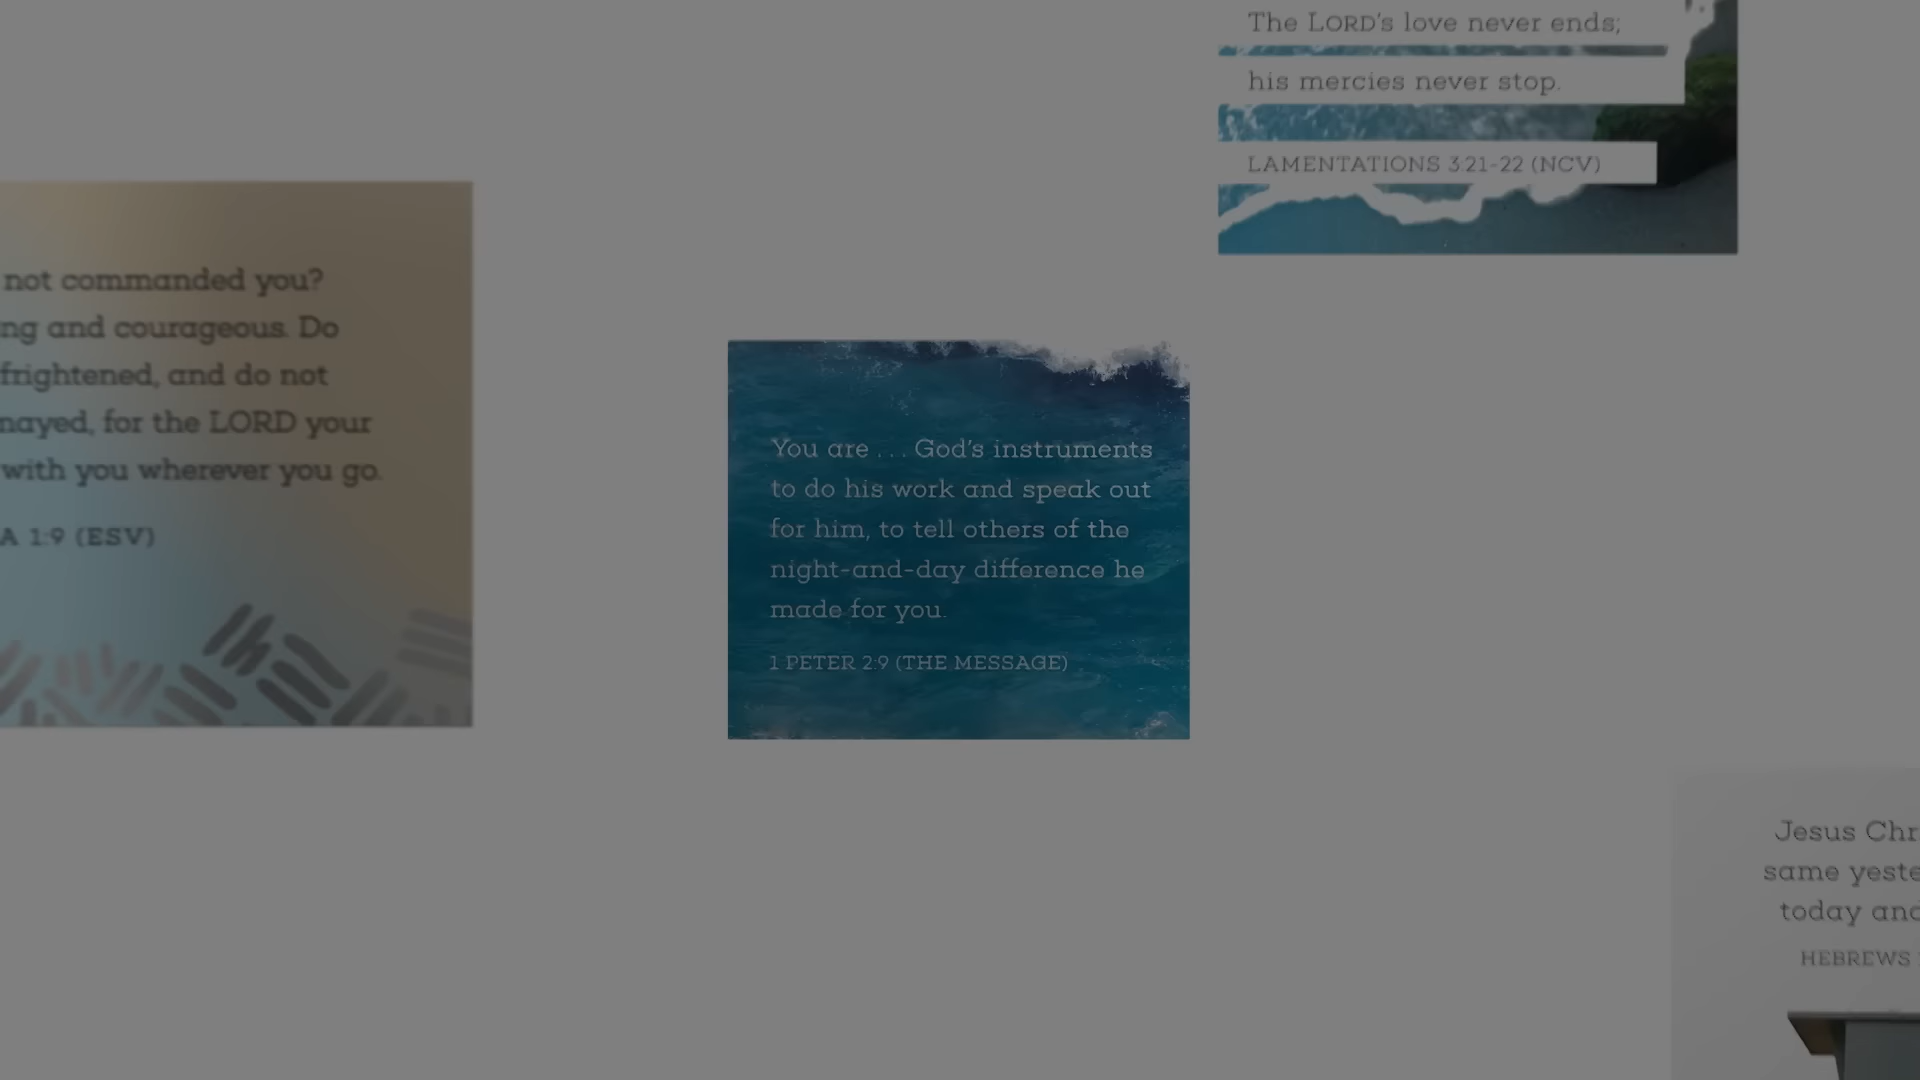 The LORD's love never ends;
his mercies never stop.
LAMENTATIONS 3:21-22 (NCV)
not commanded you?
ng and courageous. Do
frightened, and do not
nayed, for the LORD your
with you wherever you go.
A 1:9 (ESV)
You are . . . God's instruments
to do his work and speak out
for him, to tell others of the
night-and-day difference he
made for you.
1 PETER 2:9 (THE MESSAGE)
Jesus Chr
same yeste
today and
HEBREWS